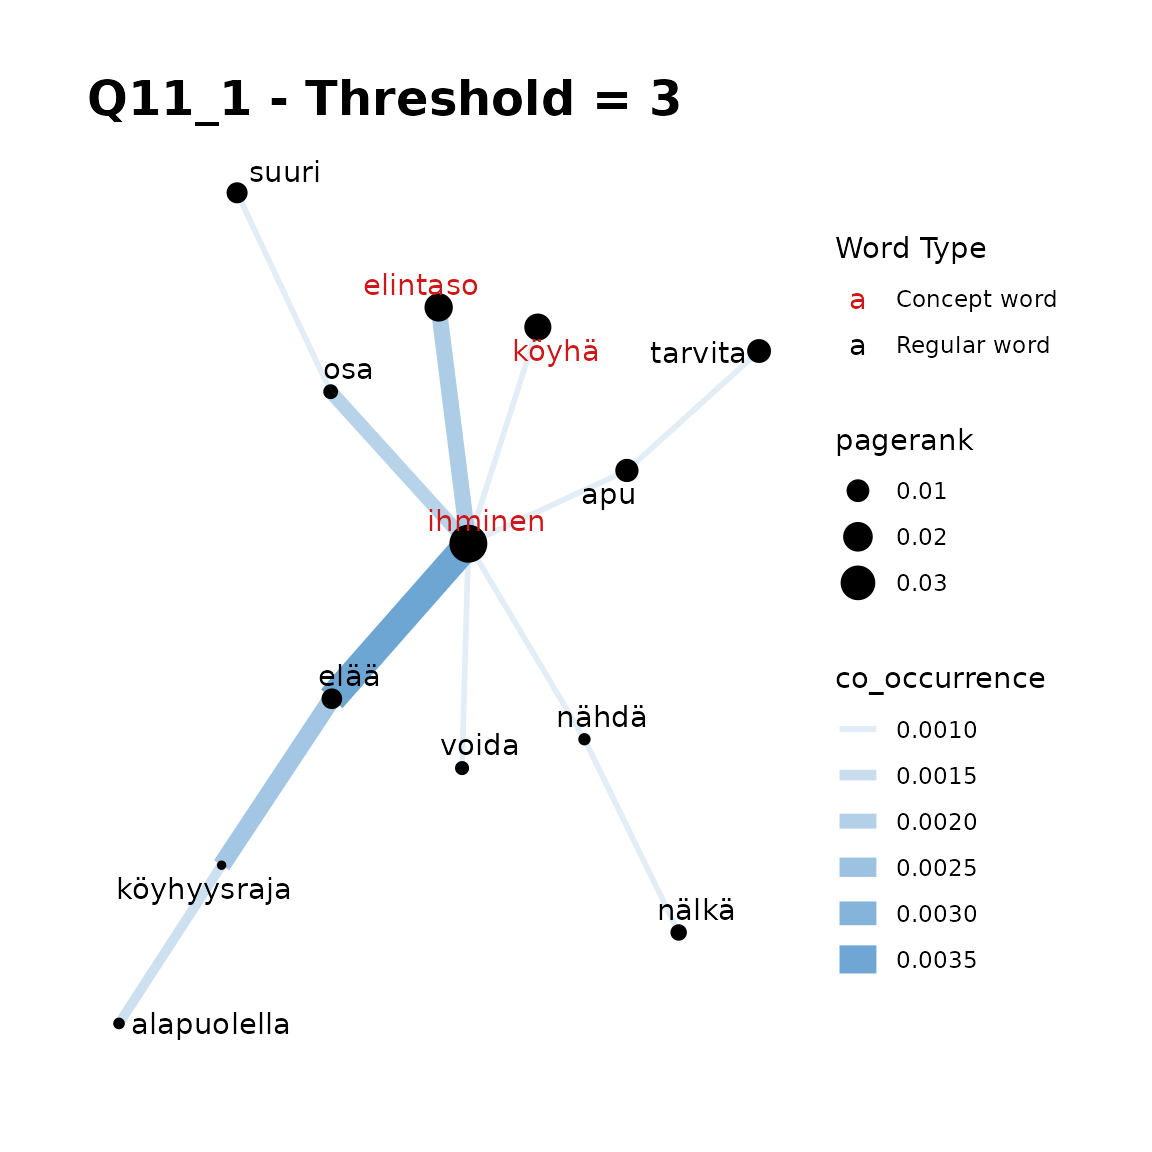 Q11_1 - Threshold = 3
suuri
elintaso
köyhä
tarvita
osa
apu
ihminen
elää
nähdä
voida
köyhyysraja
nälkä
alapuolella
Word Type
a Concept word
a Regular word
pagerank
0.01
0.02
0.03
co_occurrence
0.0010
0.0015
0.0020
0.0025
0.0030
0.0035